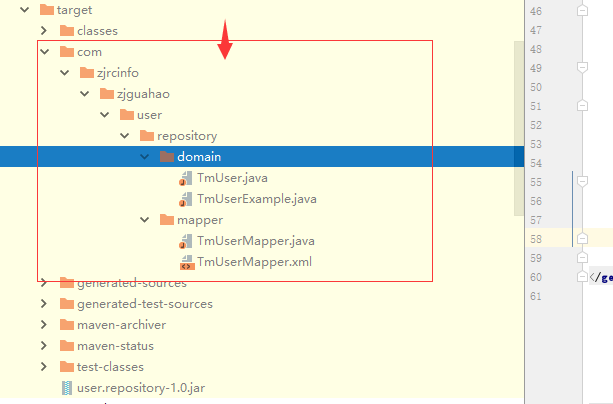 target
classes
com
zjrcinfo
zjguahao
user
repository
domain
TmUser.java
TmUserExample.java
mapper
TmUserMapper.java
TmUserMapper.xml
generated-sources
generated-test-sources
maven-archiver
maven-status
test-classes
user.repository-1.0.jar
46
47
48
49
50
51
52
53
54
55
56
57
58
59
60 </ge
61